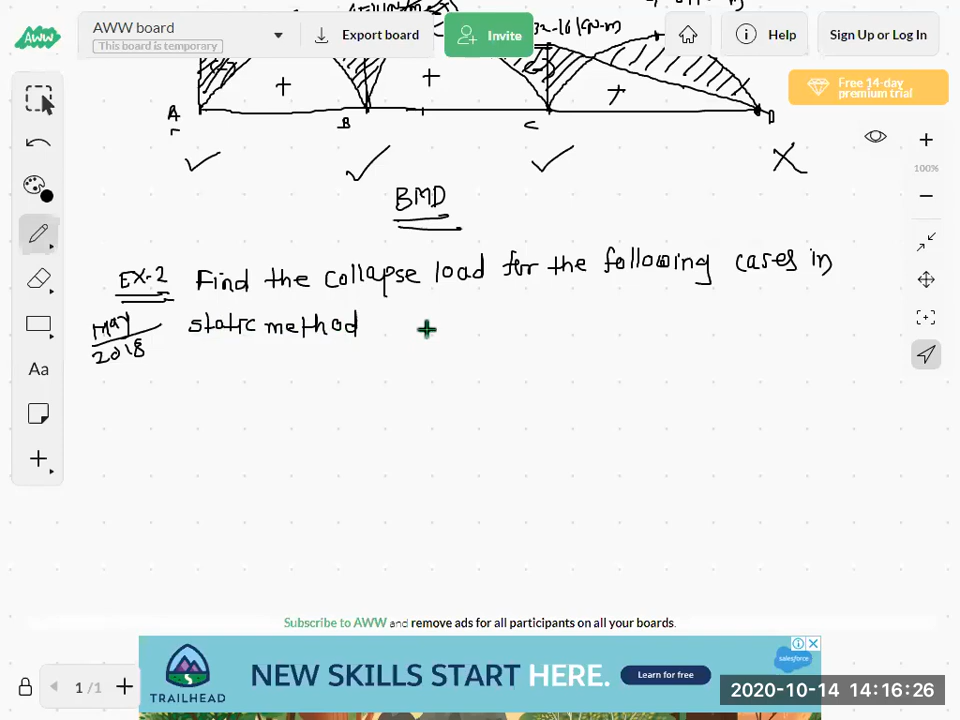 AWW
AWW board
This board is temporary
Export board
Invite
Help
Sign Up or Log In
Free 14-day
premium trial
100%
+
+
+
A
B
C
D
BMD
EX-2 Find the collapse load for the following cases in
May
2018
static method
Aa
Subscribe to AWW and remove ads for all participants on all your boards.
TRAILHEAD
NEW SKILLS START HERE.
Learn for free
salesforce
1 / 1
2020-10-14 14:16:26